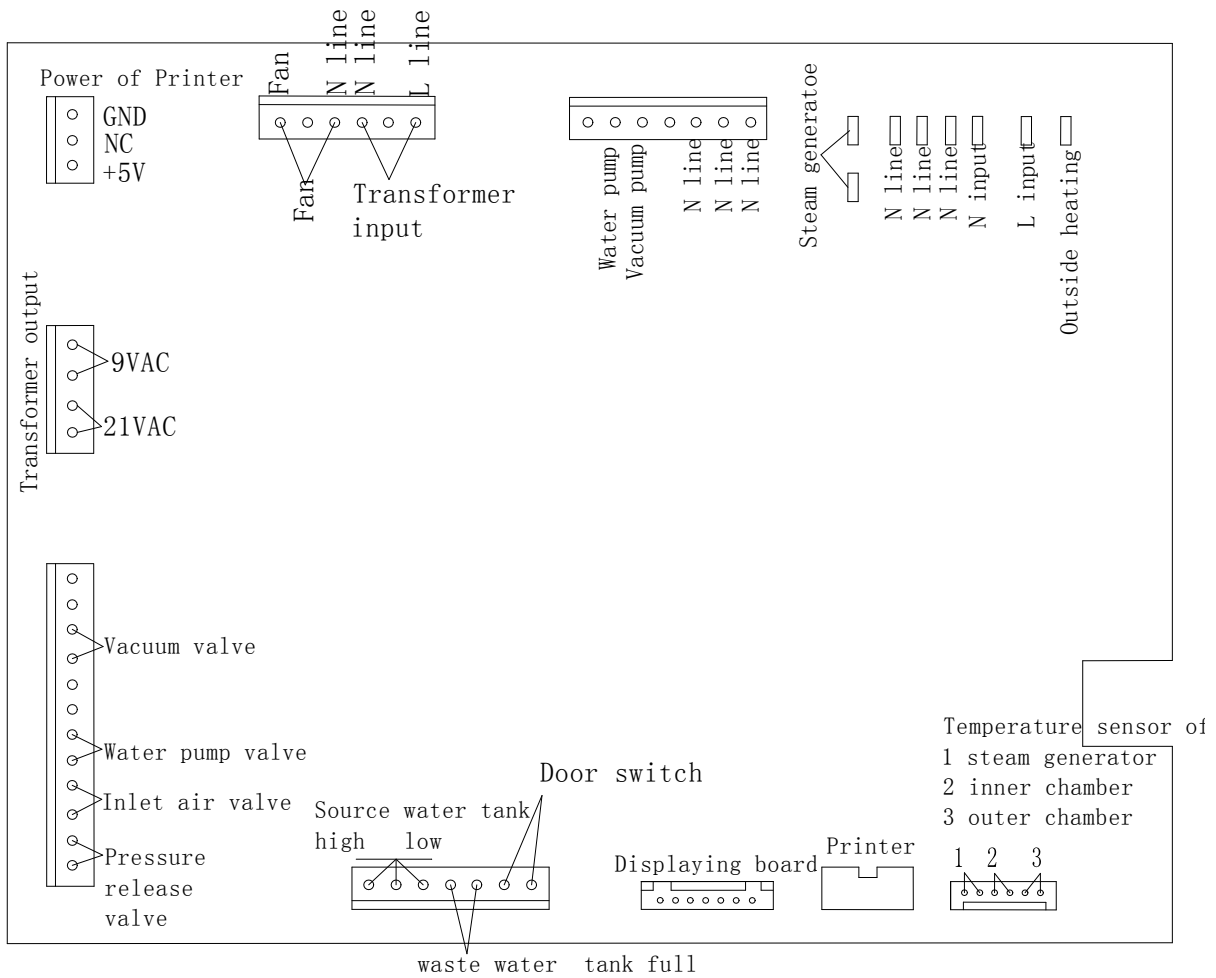 Power of Printer
GND
NC
+5V
Fan
N line
N line
L line
Fan
Transformer
input
Water pump
Vacuum pump
N line
N line
N line
Steam generatoe
N line
N line
N line
N input
L input
Outside heating
Transformer output
9VAC
21VAC
Vacuum valve
Water pump valve
Inlet air valve
Pressure
release
valve
Source water tank
high low
Door switch
waste water tank full
Displaying board
Printer
Temperature sensor of
1 steam generator
2 inner chamber
3 outer chamber
1 2 3